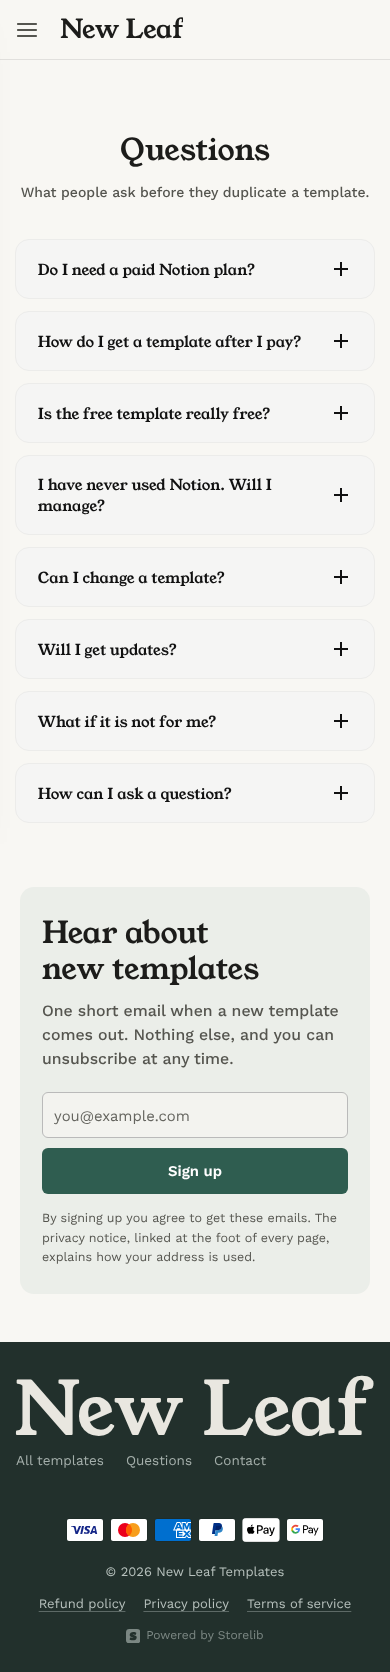 New Leaf
Questions
What people ask before they duplicate a template.
Do I need a paid Notion plan?
How do I get a template after I pay?
Is the free template really free?
I have never used Notion. Will I
manage?
Can I change a template?
Will I get updates?
What if it is not for me?
How can I ask a question?
Hear about
new templates
One short email when a new template
comes out. Nothing else, and you can
unsubscribe at any time.
you@example.com
Sign up
By signing up you agree to get these emails. The
privacy notice, linked at the foot of every page,
explains how your address is used.
New Leaf
All templates Questions Contact
VISA AMEX Pay G Pay
© 2026 New Leaf Templates
Refund policy Privacy policy Terms of service
Powered by Storelib